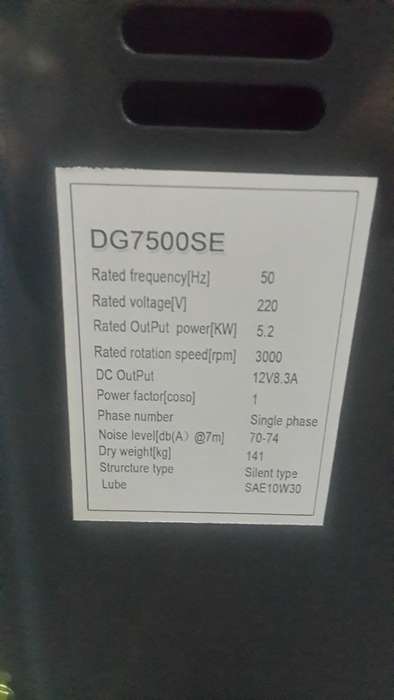 DG7500SE
Rated frequency[Hz] 50
Rated voltage[V] 220
Rated OutPut power[KW] 5.2
Rated rotation speed[rpm] 3000
DC OutPut 12V8.3A
Power factor[coso] 1
Phase number Single phase
Noise level[db(A) @7m] 70-74
Dry weight[kg] 141
Strurcture type Silent type
Lube SAE10W30